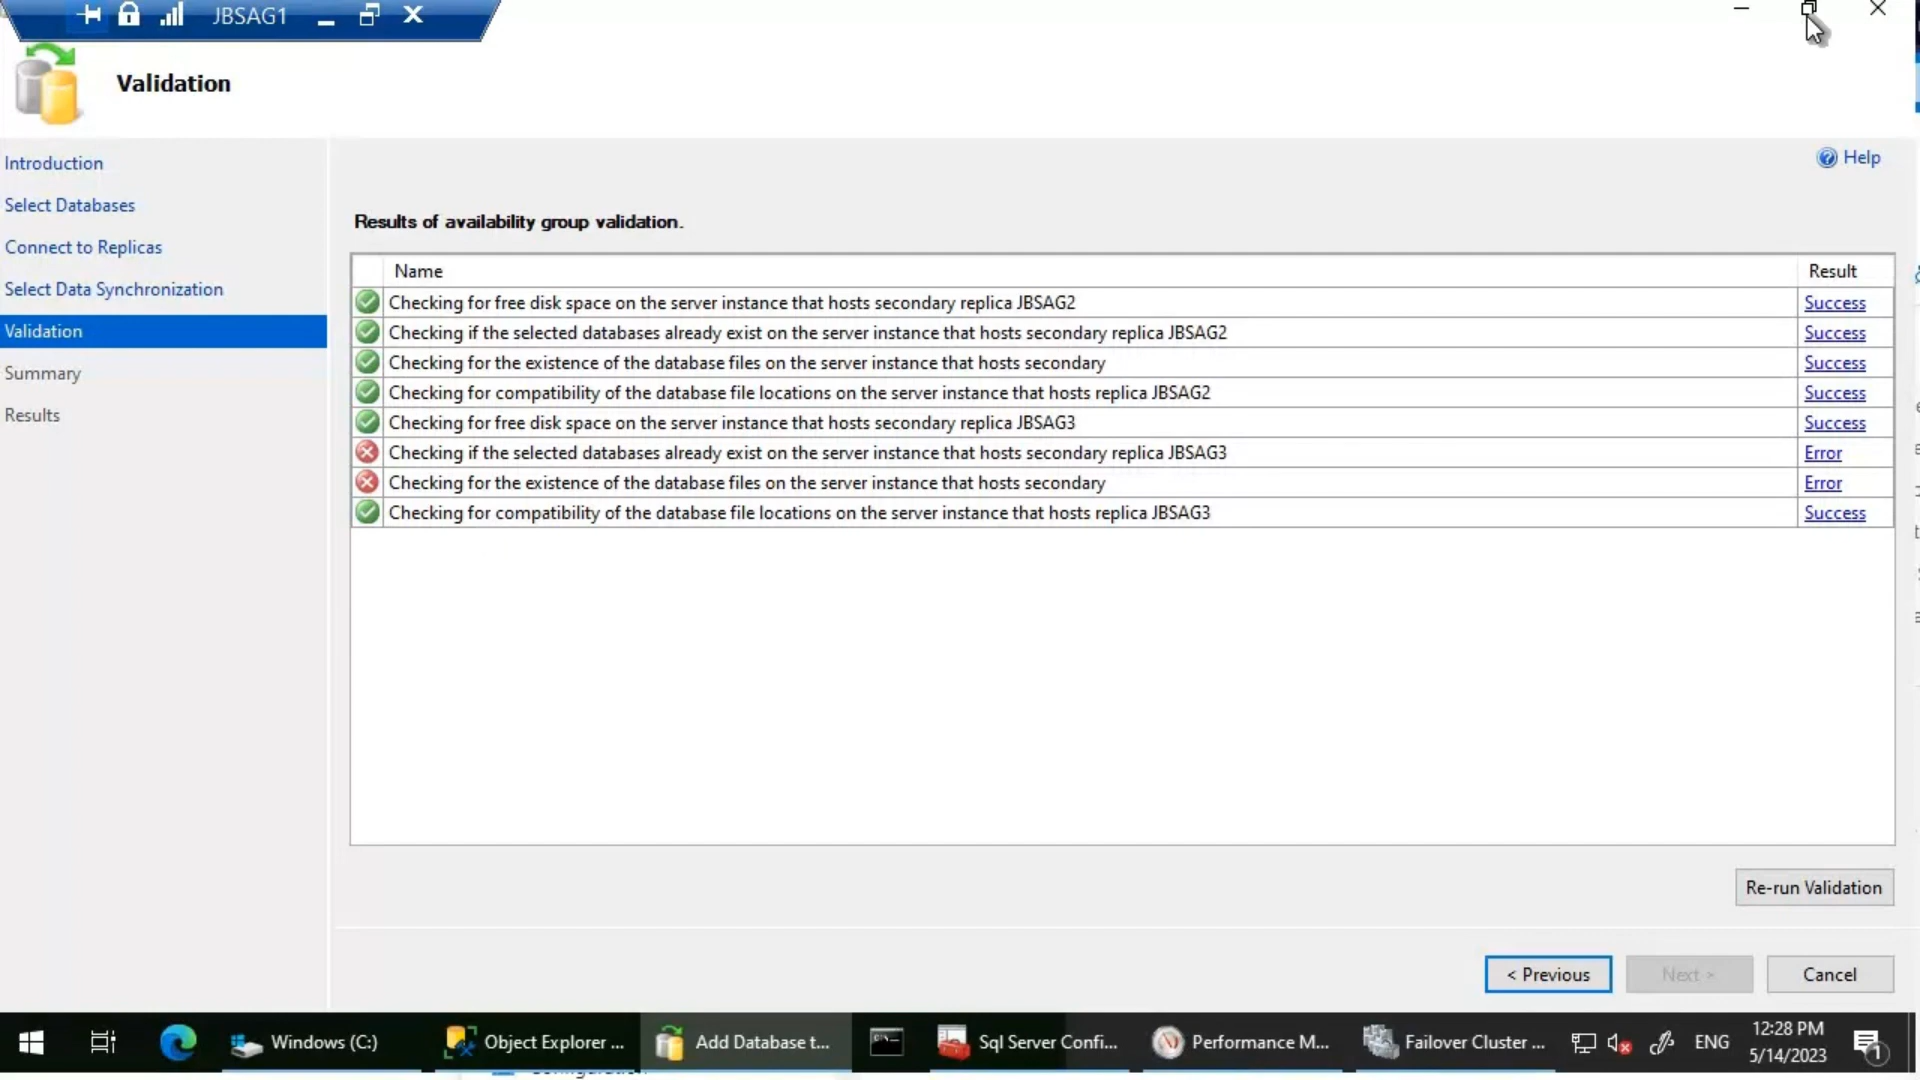 JBSAG1
Validation
Introduction
Select Databases
Connect to Replicas
Select Data Synchronization
Validation
Summary
Results
Help
Results of availability group validation.
Name Result
Checking for free disk space on the server instance that hosts secondary replica JBSAG2 Success
Checking if the selected databases already exist on the server instance that hosts secondary replica JBSAG2 Success
Checking for the existence of the database files on the server instance that hosts secondary Success
Checking for compatibility of the database file locations on the server instance that hosts replica JBSAG2 Success
Checking for free disk space on the server instance that hosts secondary replica JBSAG3 Success
Checking if the selected databases already exist on the server instance that hosts secondary replica JBSAG3 Error
Checking for the existence of the database files on the server instance that hosts secondary Error
Checking for compatibility of the database file locations on the server instance that hosts replica JBSAG3 Success
Re-run Validation
< Previous Next > Cancel
Windows (C:) Object Explorer ... Add Database t... Sql Server Confi... Performance M... Failover Cluster ... ENG 12:28 PM
5/14/2023 1